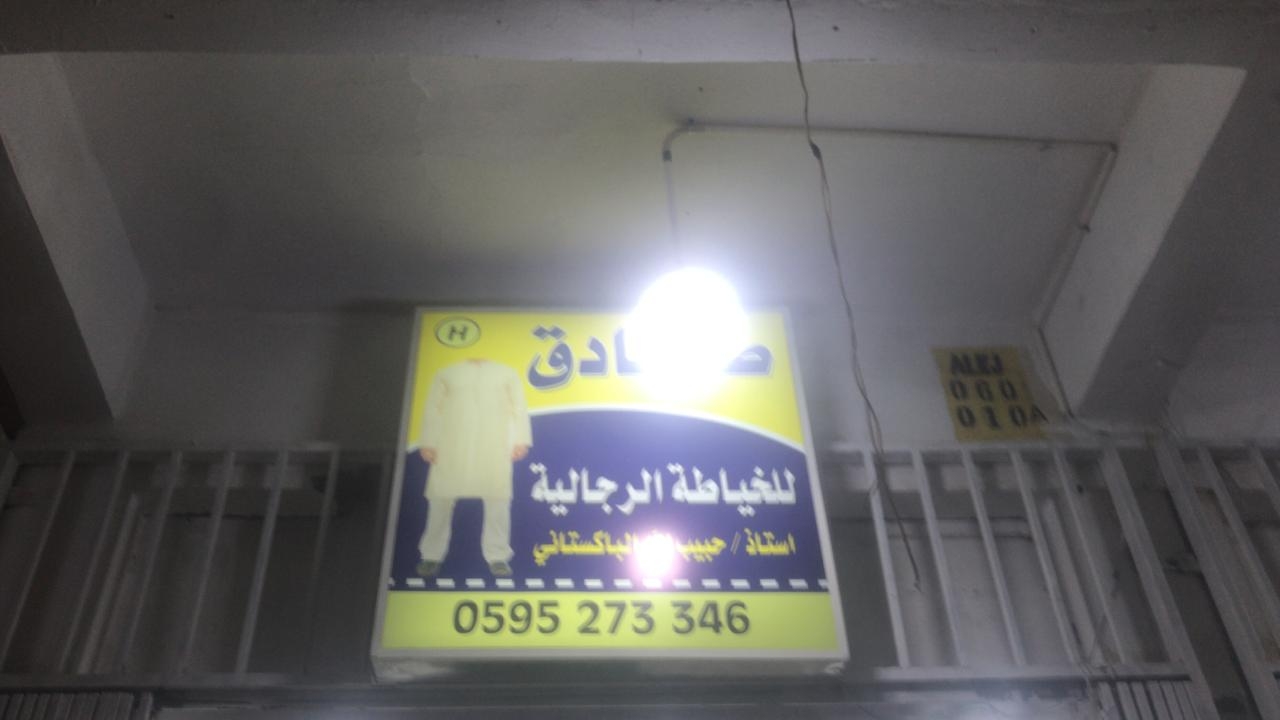 H
للخياطة الرجالية
استاذ / حبيب الباكستاني
0595 273 346
ALEJ
060
010A